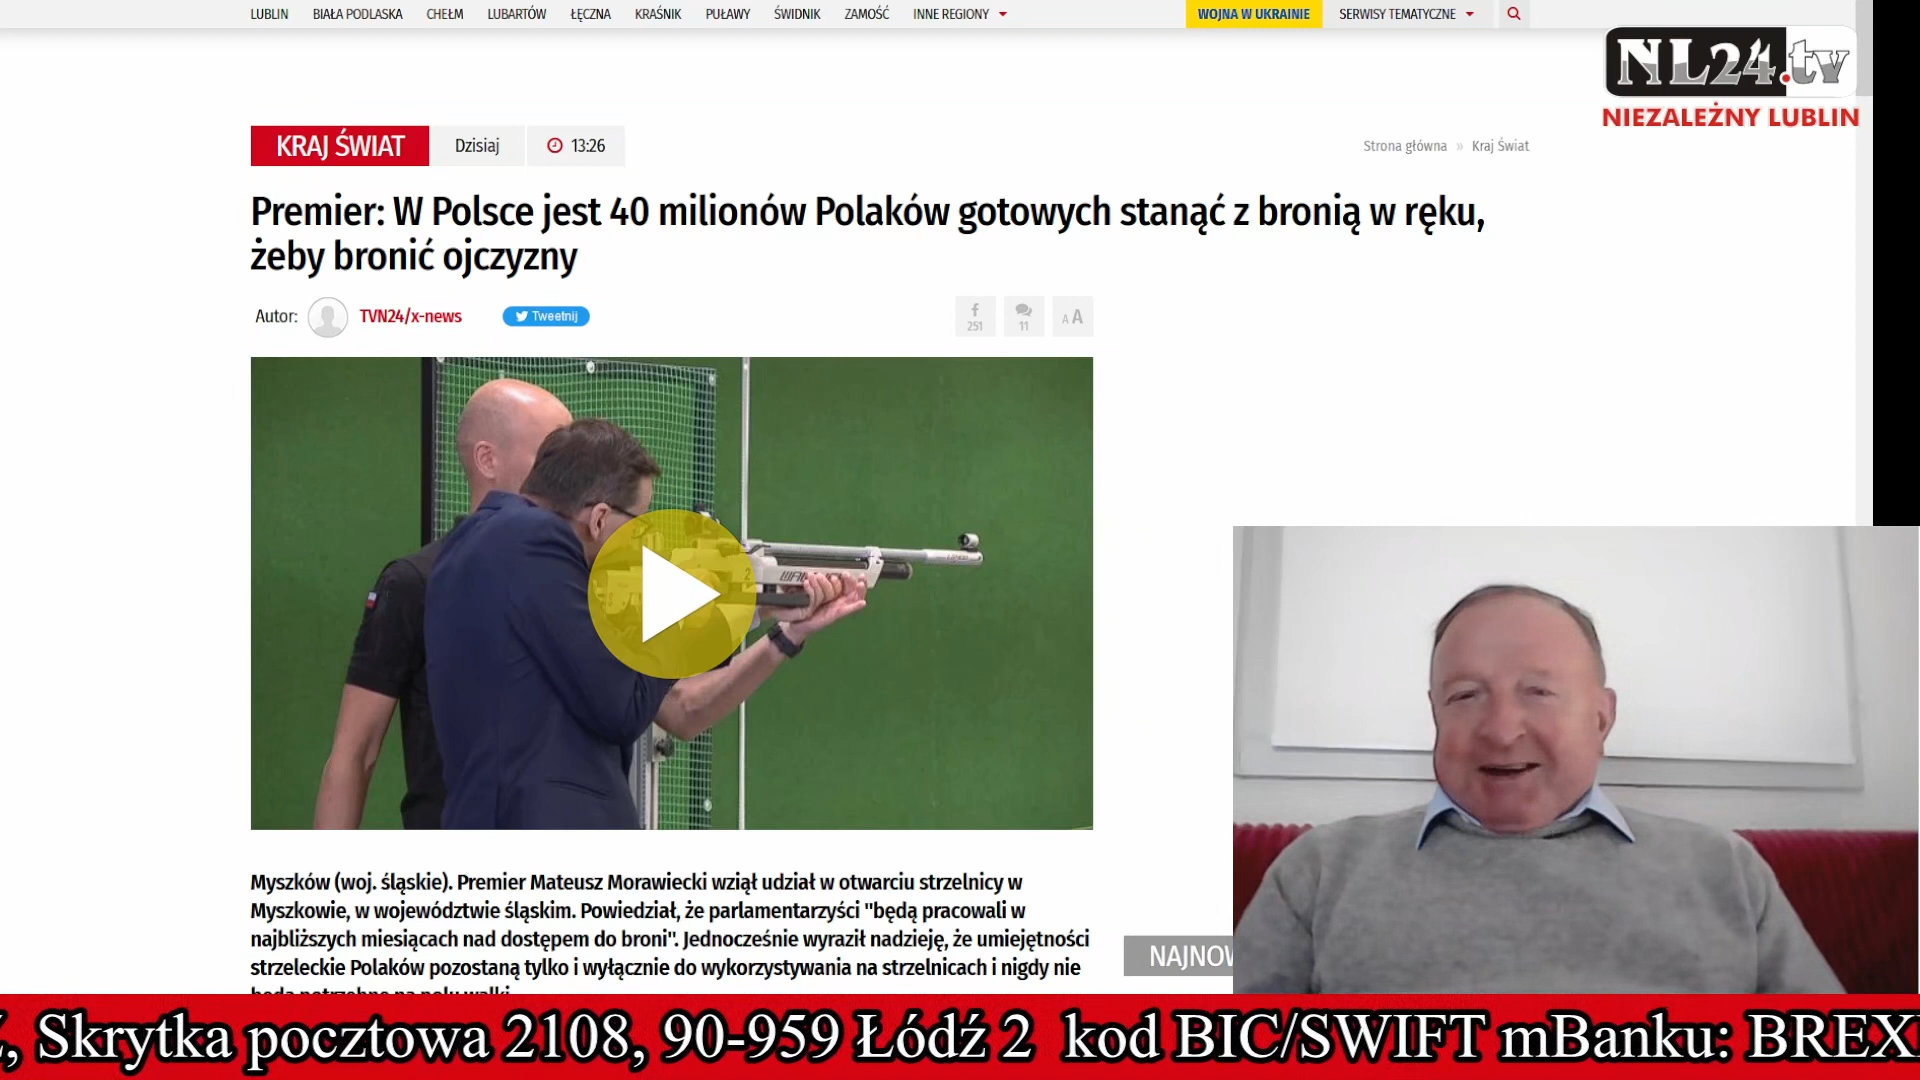 LUBLIN BIAŁA PODLASKA CHEŁM LUBARTÓW ŁĘCZNA KRAŚNIK PUŁAWY ŚWIDNIK ZAMOŚĆ INNE REGIONY WOJNA W UKRAINIE SERWISY TEMATYCZNE
NL24.tv
NIEZALEŻNY LUBLIN
KRAJ ŚWIAT Dzisiaj 13:26 Strona główna » Kraj Świat
Premier: W Polsce jest 40 milionów Polaków gotowych stanąć z bronią w ręku,
żeby bronić ojczyzny
Autor: TVN24/x-news Tweetnij
251 11 A A
2
Myszków (woj. śląskie). Premier Mateusz Morawiecki wziął udział w otwarciu strzelnicy w
Myszkowie, w województwie śląskim. Powiedział, że parlamentarzyści "będą pracowali w
najbliższych miesiącach nad dostępem do broni". Jednocześnie wyraził nadzieję, że umiejętności
strzeleckie Polaków pozostaną tylko i wyłącznie do wykorzystywania na strzelnicach i nigdy nie
NAJNOW
, Skrytka pocztowa 2108, 90-959 Łódź 2 kod BIC/SWIFT mBanku: BREX